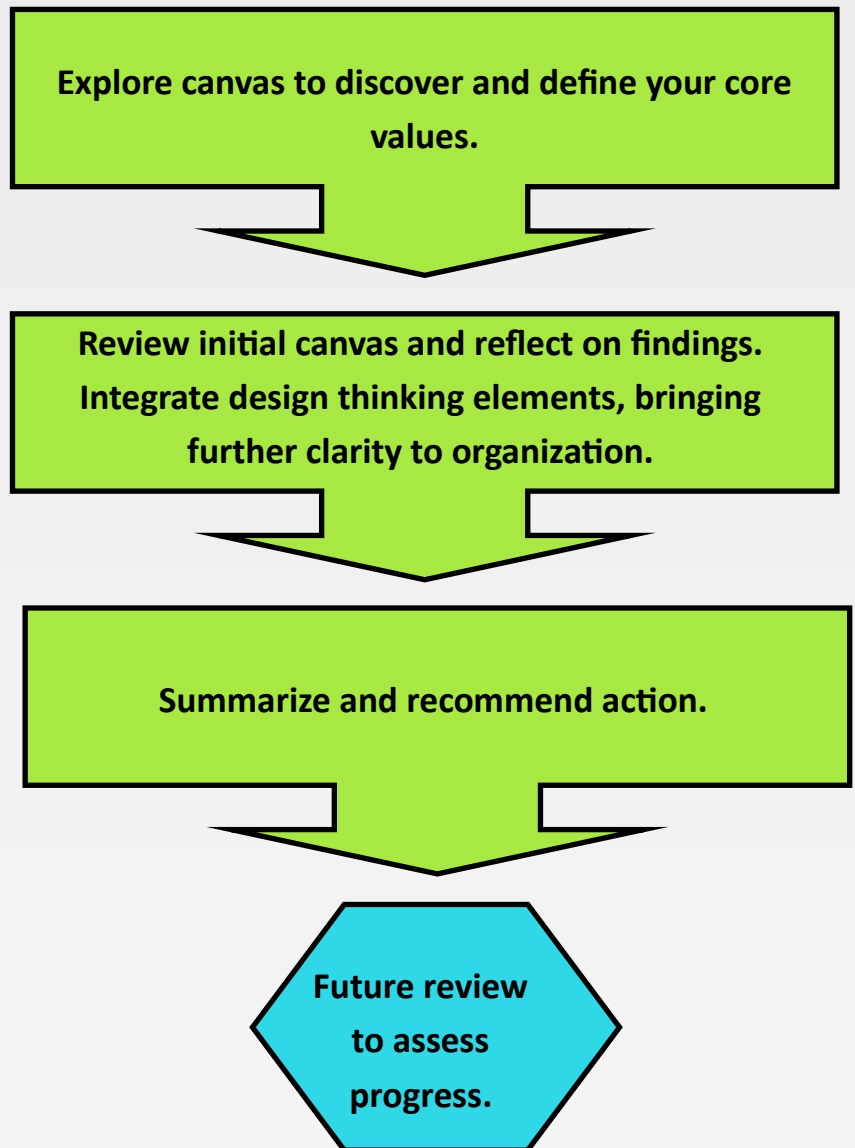 Explore canvas to discover and define your core
values.
Review initial canvas and reflect on findings.
Integrate design thinking elements, bringing
further clarity to organization.
Summarize and recommend action.
Future review
to assess
progress.